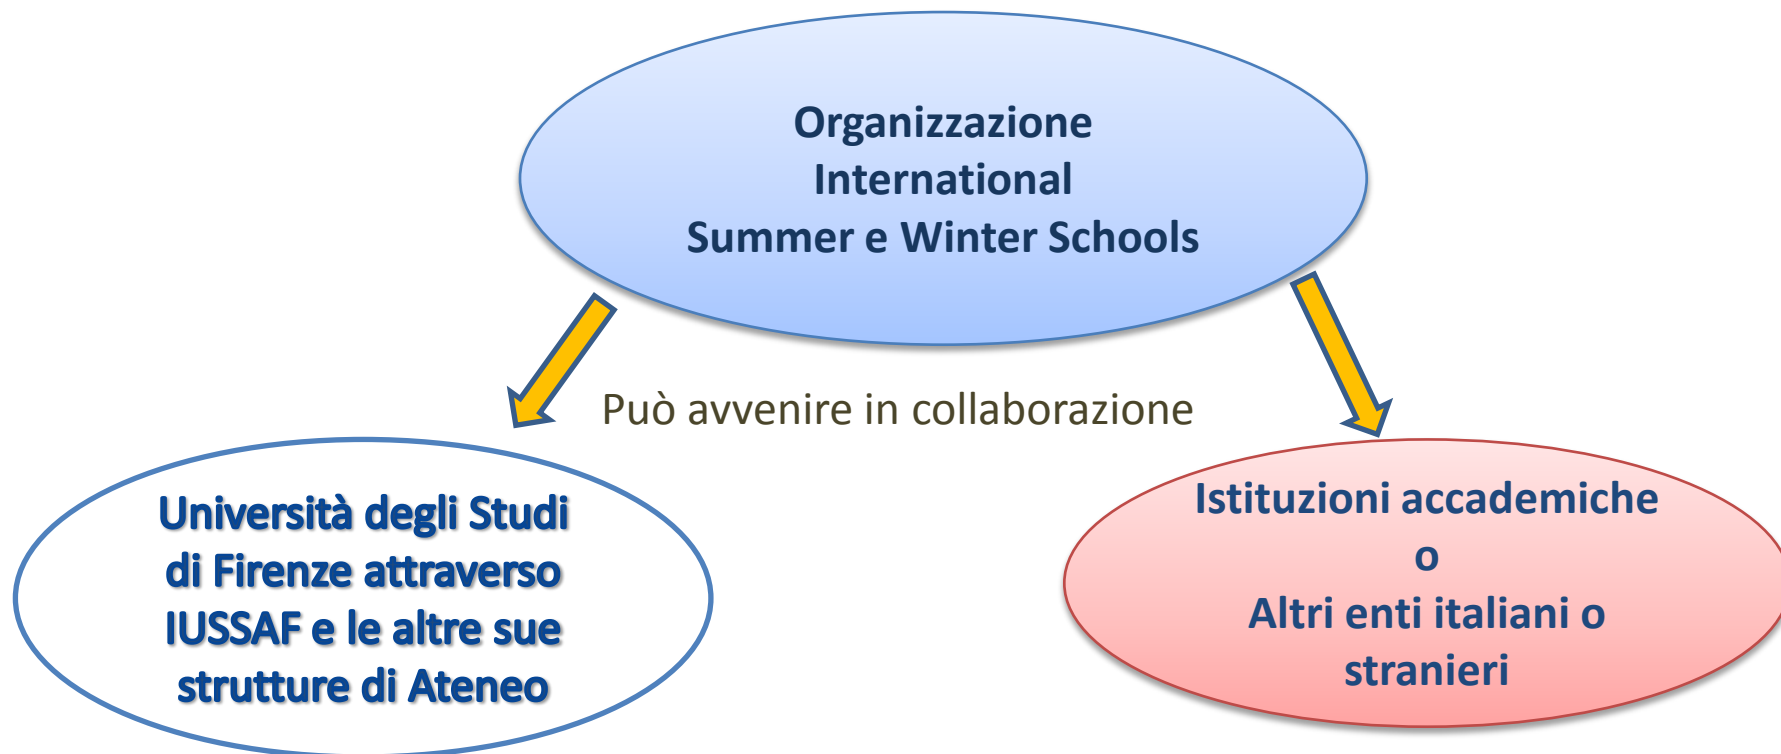 Organizzazione
International
Summer e Winter Schools
Può avvenire in collaborazione
Università degli Studi
di Firenze attraverso
IUSSAF e le altre sue
strutture di Ateneo
Istituzioni accademiche
o
Altri enti italiani o
stranieri